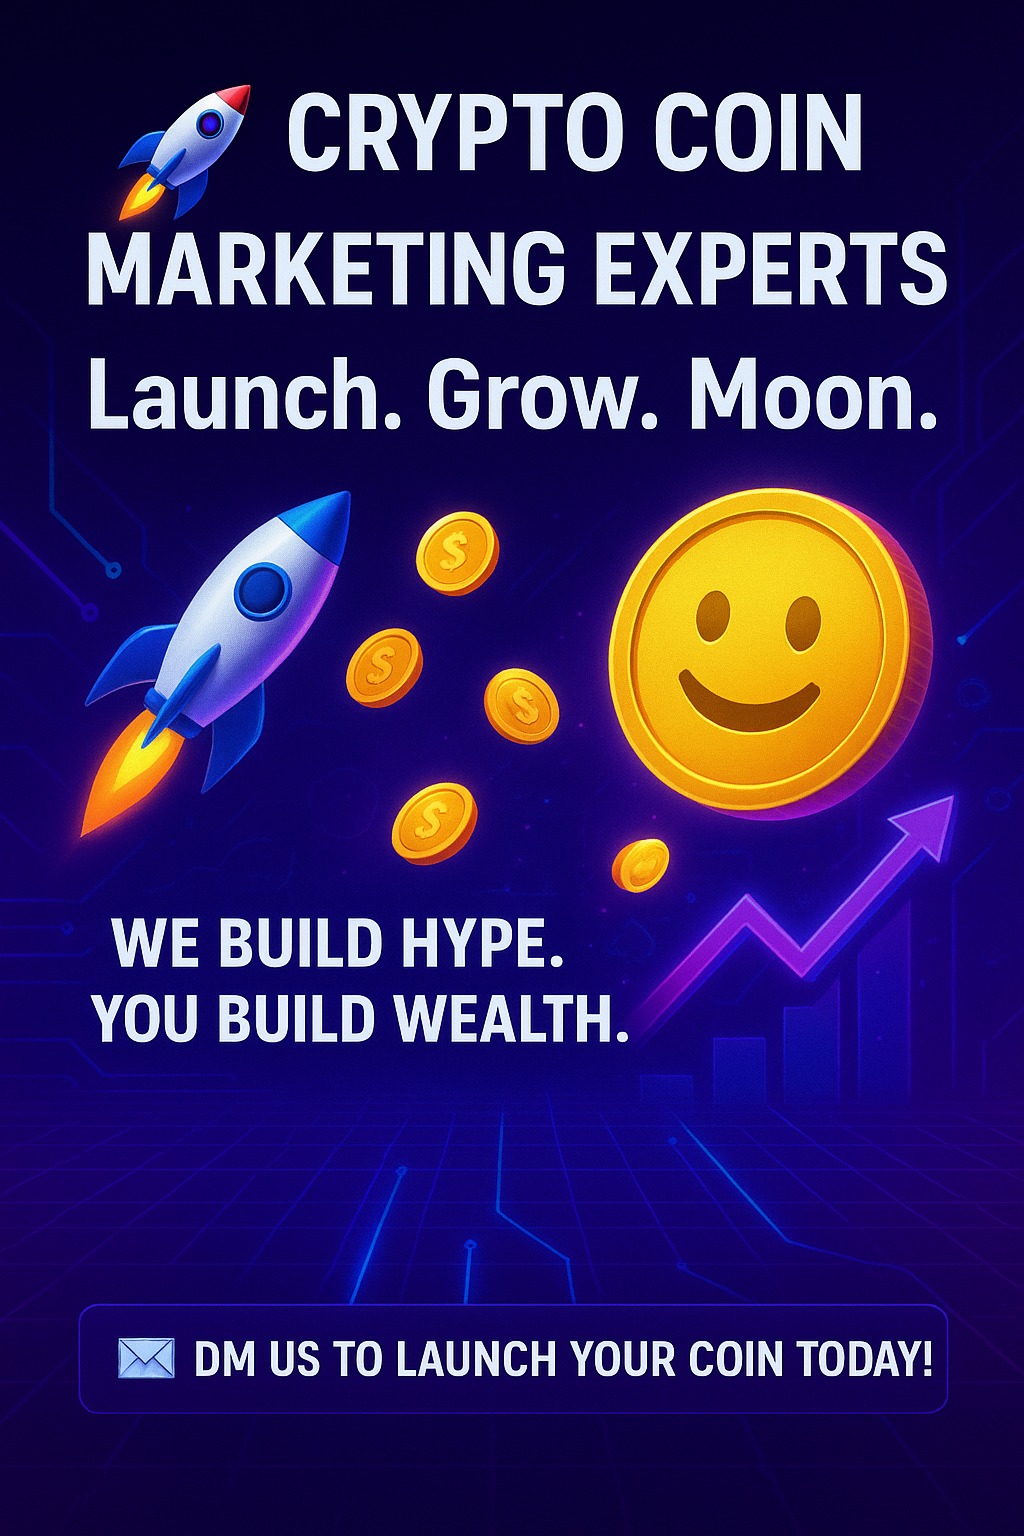 CRYPTO COIN
MARKETING EXPERTS
Launch. Grow. Moon.
$
$
$
$
WE BUILD HYPE.
YOU BUILD WEALTH.
DM US TO LAUNCH YOUR COIN TODAY!